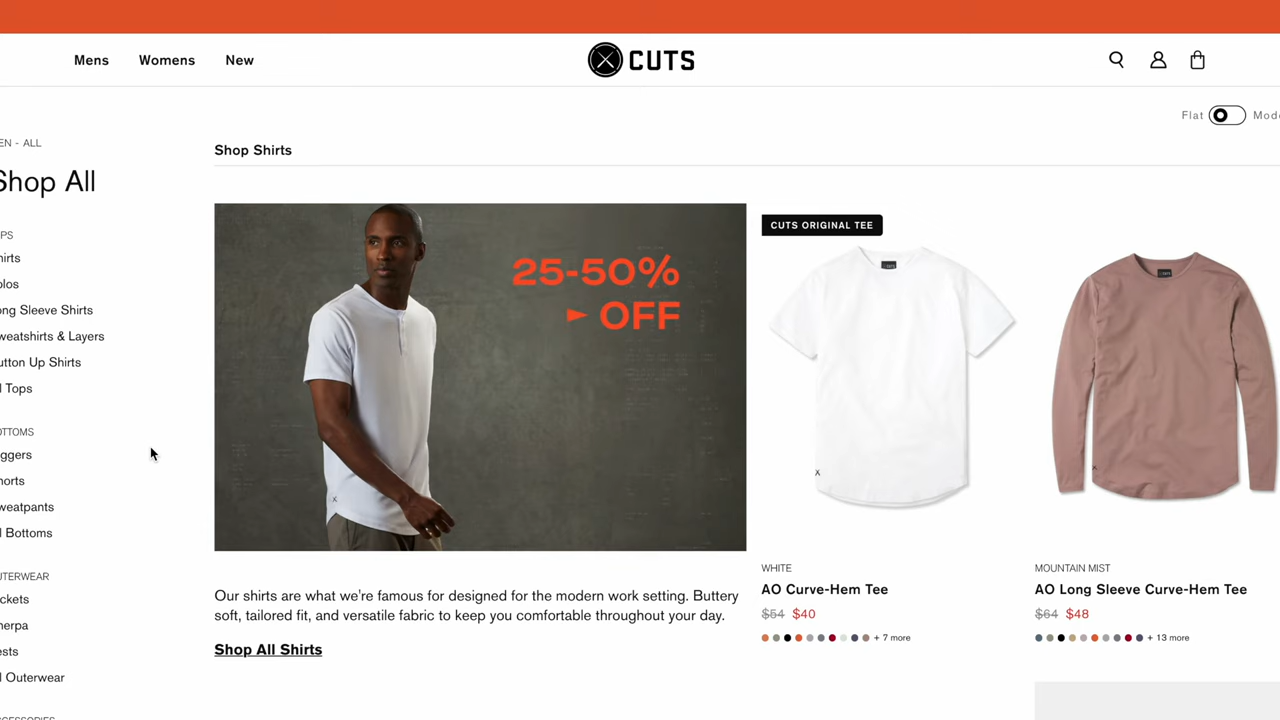 Mens Womens New
CUTS
Flat
EN - ALL
Shop All
Shop Shirts
PS
hirts
olos
ong Sleeve Shirts
weatshirts & Layers
utton Up Shirts
l Tops
OTTOMS
ggers
horts
weatpants
l Bottoms
UTERWEAR
ckets
herpa
ests
l Outerwear
25-50%
► OFF
Our shirts are what we're famous for designed for the modern work setting. Buttery
soft, tailored fit, and versatile fabric to keep you comfortable throughout your day.
Shop All Shirts
CUTS ORIGINAL TEE
WHITE
AO Curve-Hem Tee
$54 $40
+ 7 more
MOUNTAIN MIST
AO Long Sleeve Curve-Hem Tee
$64 $48
+ 13 more